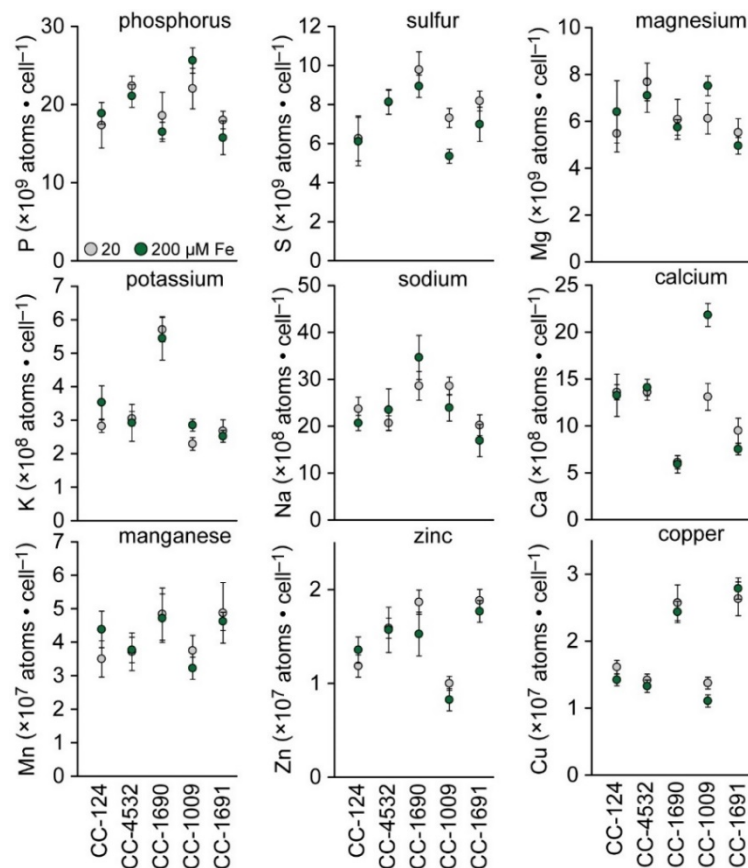 phosphorus
P (×10⁹ atoms • cell⁻¹)
30
20
10
0
20
200 µM Fe
sulfur
S (×10⁹ atoms • cell⁻¹)
12
10
8
6
4
2
0
magnesium
Mg (×10⁹ atoms • cell⁻¹)
10
8
6
4
2
0
potassium
K (×10⁸ atoms • cell⁻¹)
7
6
5
4
3
2
1
0
sodium
Na (×10⁸ atoms • cell⁻¹)
50
40
30
20
10
0
calcium
Ca (×10⁸ atoms • cell⁻¹)
25
20
15
10
5
0
manganese
Mn (×10⁷ atoms • cell⁻¹)
7
6
5
4
3
2
1
0
zinc
Zn (×10⁷ atoms • cell⁻¹)
2
1
0
copper
Cu (×10⁷ atoms • cell⁻¹)
3
2
1
0
CC-124
CC-4532
CC-1690
CC-1009
CC-1691
CC-124
CC-4532
CC-1690
CC-1009
CC-1691
CC-124
CC-4532
CC-1690
CC-1009
CC-1691